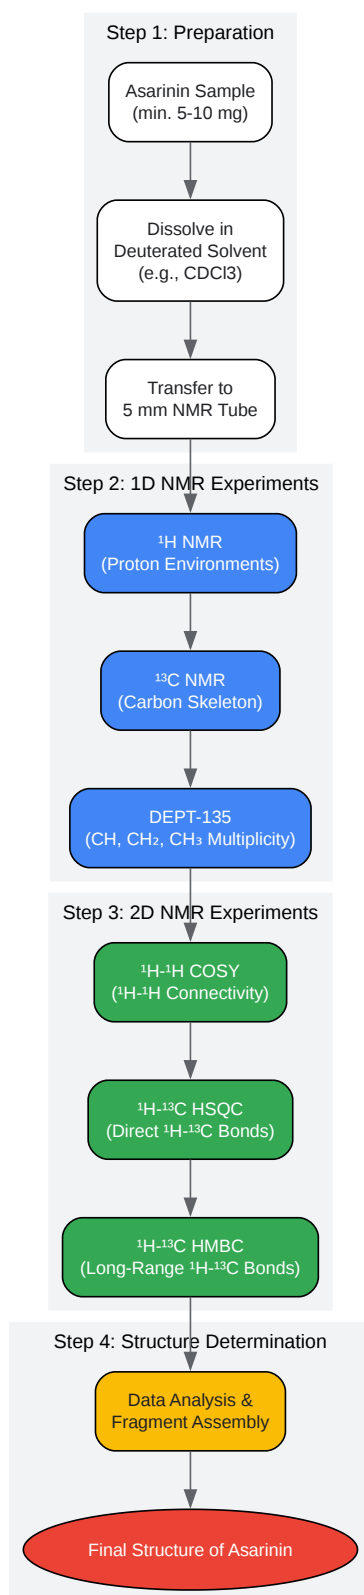 Step 1: Preparation
Asarinin Sample
(min. 5-10 mg)
Dissolve in
Deuterated Solvent
(e.g., CDCl3)
Transfer to
5 mm NMR Tube
Step 2: 1D NMR Experiments
¹H NMR
(Proton Environments)
¹³C NMR
(Carbon Skeleton)
DEPT-135
(CH, CH₂, CH₃ Multiplicity)
Step 3: 2D NMR Experiments
¹H-¹H COSY
(¹H-¹H Connectivity)
¹H-¹³C HSQC
(Direct ¹H-¹³C Bonds)
¹H-¹³C HMBC
(Long-Range ¹H-¹³C Bonds)
Step 4: Structure Determination
Data Analysis &
Fragment Assembly
Final Structure of Asarinin